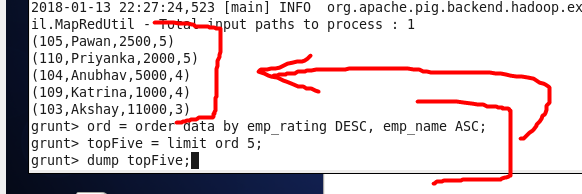 2018-01-13 22:27:24,523 [main] INFO  org.apache.pig.backend.hadoop.ex
il.MapRedUtil - Total input paths to process : 1
(105,Pawan,2500,5)
(110,Priyanka,2000,5)
(104,Anubhav,5000,4)
(109,Katrina,1000,4)
(103,Akshay,11000,3)
grunt> ord = order data by emp_rating DESC, emp_name ASC;
grunt> topFive = limit ord 5;
grunt> dump topFive;